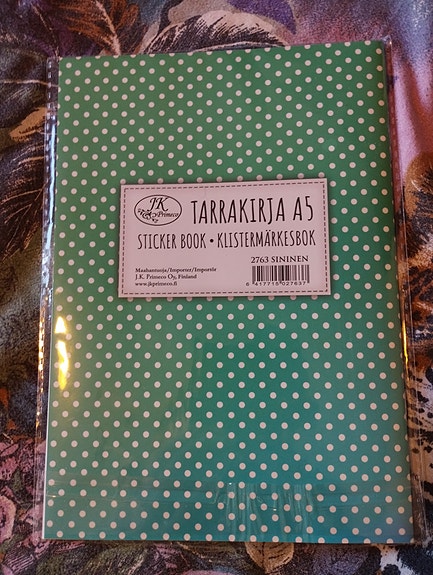 JK
Primeco
TARRAKIRJA A5
STICKER BOOK • KLISTERMÄRKESBOK
2763 SININEN
Maahantuoja/Importer/Importör
J.K. Primeco Oy, Finland
www.jkprimeco.fi
6 417715 027637